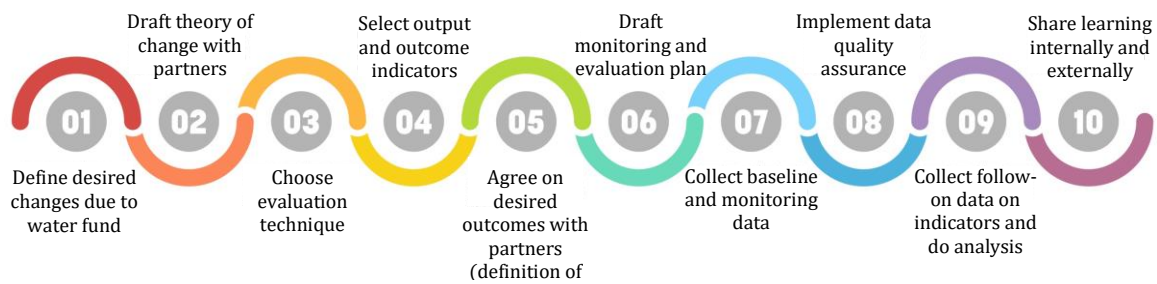 01
Define desired
changes due to
water fund
Draft theory of
change with
partners
02
03
Choose
evaluation
technique
Select output
and outcome
indicators
04
05
Agree on
desired
outcomes with
partners
(definition of
Draft
monitoring and
evaluation plan
06
07
Collect baseline
and monitoring
data
Implement data
quality
assurance
08
09
Collect follow-
on data on
indicators and
do analysis
Share learning
internally and
externally
10